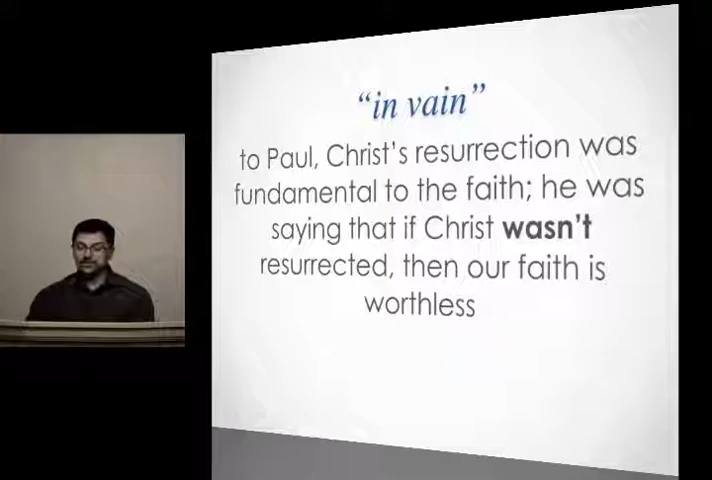 “in vain”
to Paul, Christ’s resurrection was
fundamental to the faith; he was
saying that if Christ wasn’t
resurrected, then our faith is
worthless